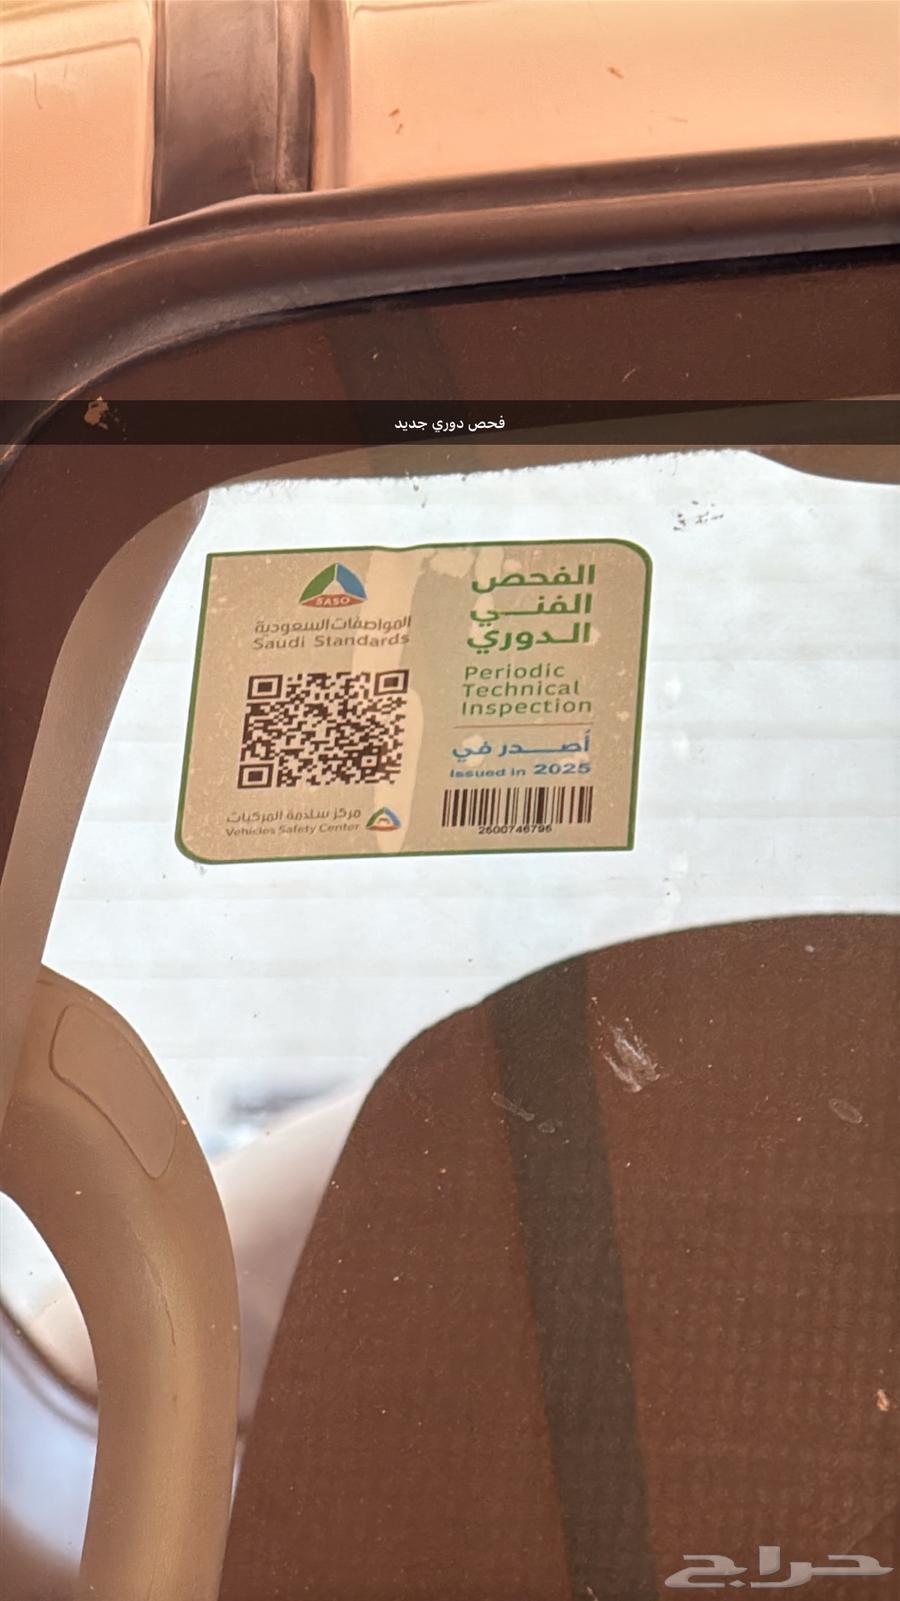 فحص دوري جديد
الفحص
الفني
الدوري
Periodic
Technical
Inspection
أصدر في
Issued in 2025
2500746795
SASO
المواصفات السعودية
Saudi Standards
مركز سلامة المركبات
Vehicles Safety Center
حراج